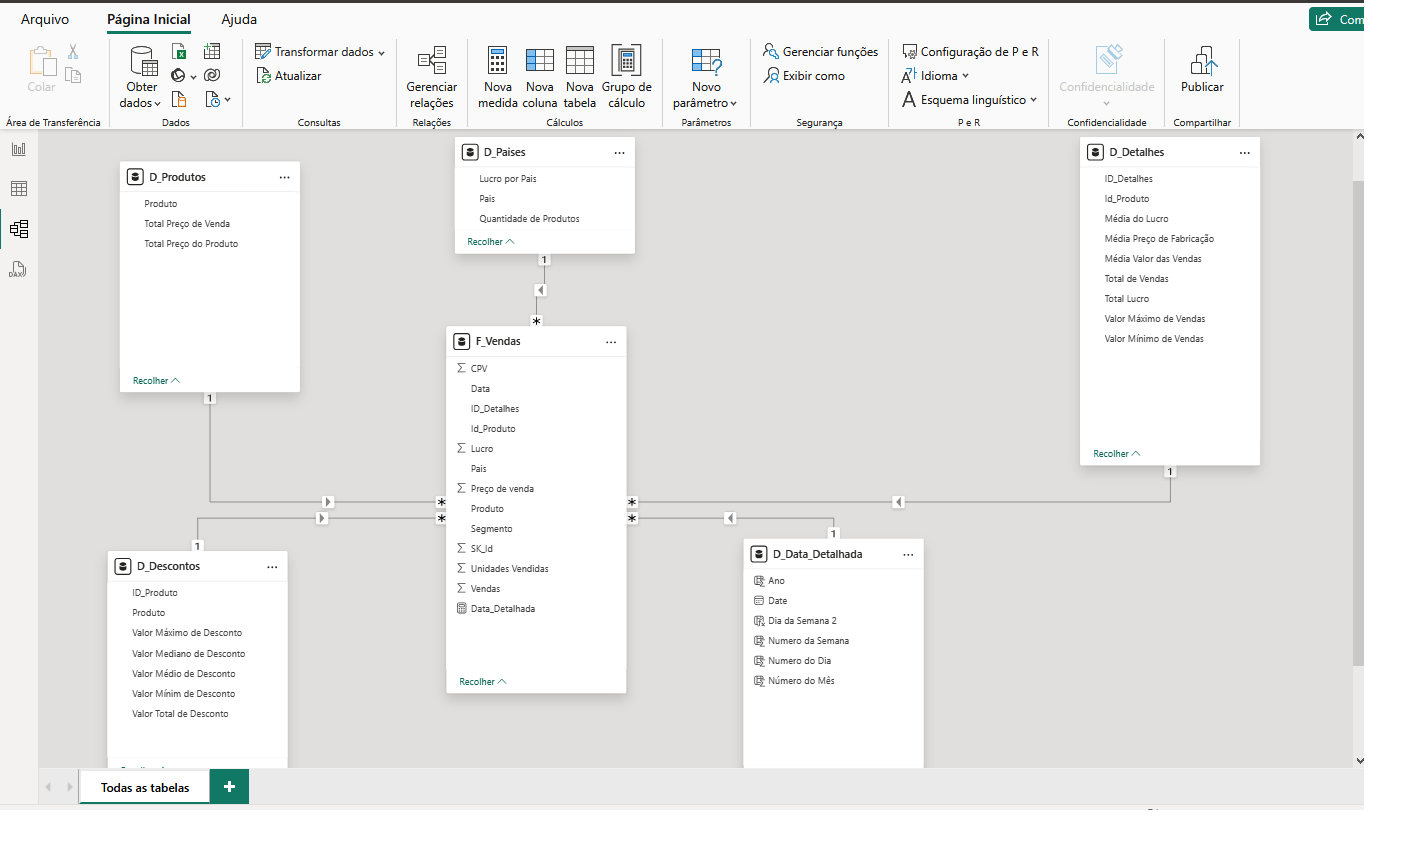 Arquivo Página Inicial Ajuda
Com
Colar
Área de Transferência
Obter dados
Dados
Transformar dados
Atualizar
Consultas
Gerenciar relações
Relações
Nova medida
Nova coluna
Nova tabela
Grupo de cálculo
Cálculos
Novo parâmetro
Parâmetros
Gerenciar funções
Exibir como
Segurança
Configuração de P e R
Idioma
Esquema linguístico
P e R
Confidencialidade
Confidencialidade
Publicar
Compartilhar
DAX
D_Produtos
Produto
Total Preço de Venda
Total Preço do Produto
Recolher
1
D_Paises
Lucro por Pais
Pais
Quantidade de Produtos
Recolher
1
*
D_Detalhes
ID_Detalhes
Id_Produto
Média do Lucro
Média Preço de Fabricação
Média Valor das Vendas
Total de Vendas
Total Lucro
Valor Máximo de Vendas
Valor Mínimo de Vendas
Recolher
1
F_Vendas
Σ CPV
Data
ID_Detalhes
Id_Produto
Σ Lucro
Pais
Σ Preço de venda
Produto
Segmento
Σ SK_Id
Σ Unidades Vendidas
Σ Vendas
Data_Detalhada
Recolher
*
*
*
*
1
D_Descontos
ID_Produto
Produto
Valor Máximo de Desconto
Valor Mediano de Desconto
Valor Médio de Desconto
Valor Mínim de Desconto
Valor Total de Desconto
1
D_Data_Detalhada
Ano
Date
Dia da Semana 2
Numero da Semana
Numero do Dia
Número do Mês
Todas as tabelas
+